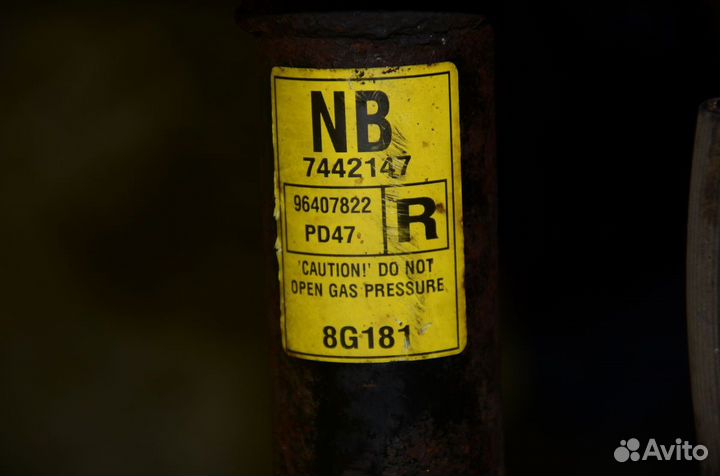 NB
7442147
96407822
PD47
R
'CAUTION!' DO NOT
OPEN GAS PRESSURE
8G181
Avito